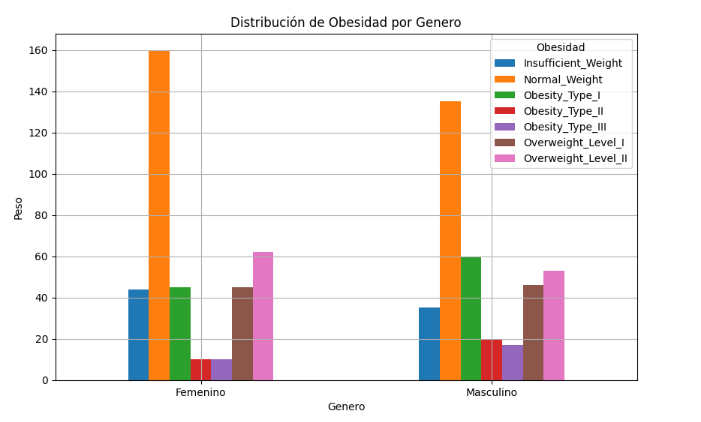 Distribución de Obesidad por Genero
Obesidad
Insufficient_Weight
Normal_Weight
Obesity_Type_I
Obesity_Type_II
Obesity_Type_III
Overweight_Level_I
Overweight_Level_II
Peso
160
140
120
100
80
60
40
20
0
Femenino
Masculino
Genero